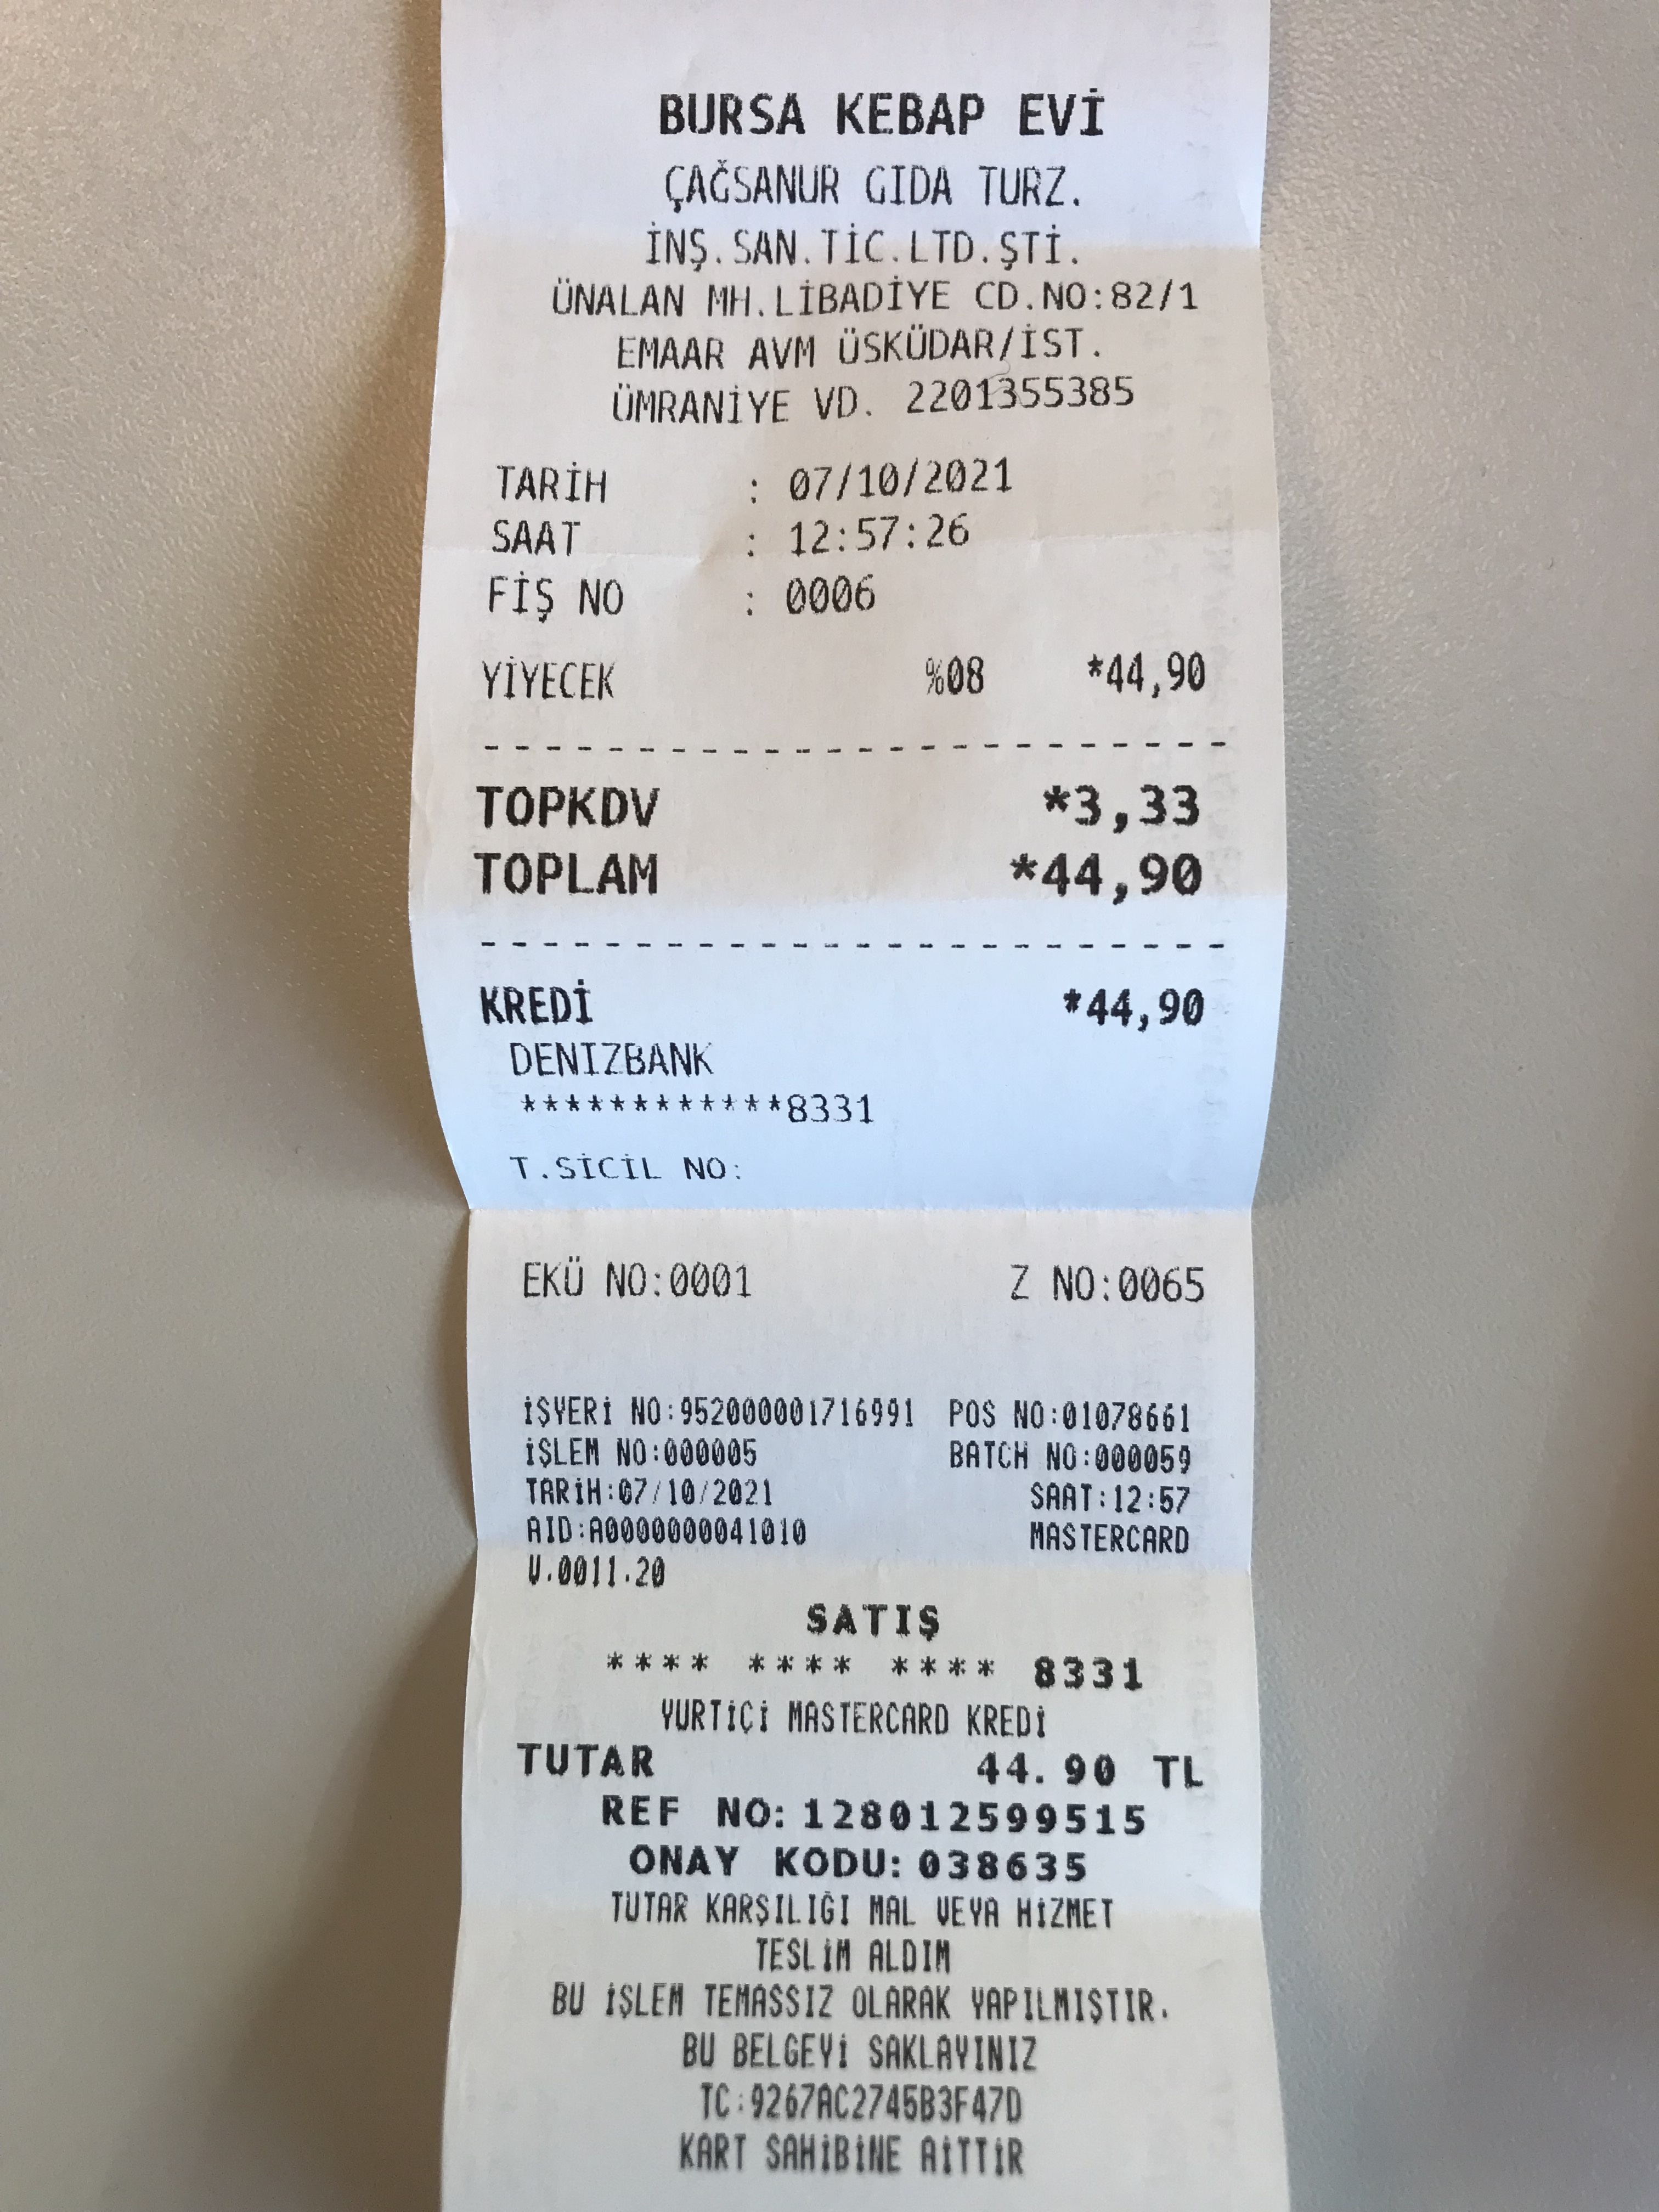 BURSA KEBAP EVİ
ÇAĞSANUR GIDA TURZ.
İNŞ.SAN.TİC.LTD.ŞTİ.
ÜNALAN MH.LİBADİYE CD.NO:82/1
EMAAR AVM ÜSKÜDAR/İST.
ÜMRANİYE VD. 2201355385
TARİH : 07/10/2021
SAAT : 12:57:26
FİŞ NO : 0006
YİYECEK %08 *44,90
--------------------------
TOPKDV *3,33
TOPLAM *44,90
--------------------------
KREDİ *44,90
DENIZBANK
************8331
T.SİCİL NO:
EKÜ NO:0001 Z NO:0065
İŞYERİ NO:952000001716991 POS NO:01078661
İŞLEM NO:000005 BATCH NO:000059
TARİH:07/10/2021 SAAT:12:57
AID:A0000000041010 MASTERCARD
V.0011.20
SATIŞ
**** **** **** 8331
YURTİÇİ MASTERCARD KREDİ
TUTAR 44.90 TL
REF NO:128012599515
ONAY KODU:038635
TUTAR KARŞILIĞI MAL VEYA HİZMET
TESLİM ALDIM
BU İŞLEM TEMASSIZ OLARAK YAPILMIŞTIR.
BU BELGEYİ SAKLAYINIZ
TC:9267AC2745B3F47D
KART SAHİBİNE AİTTİR